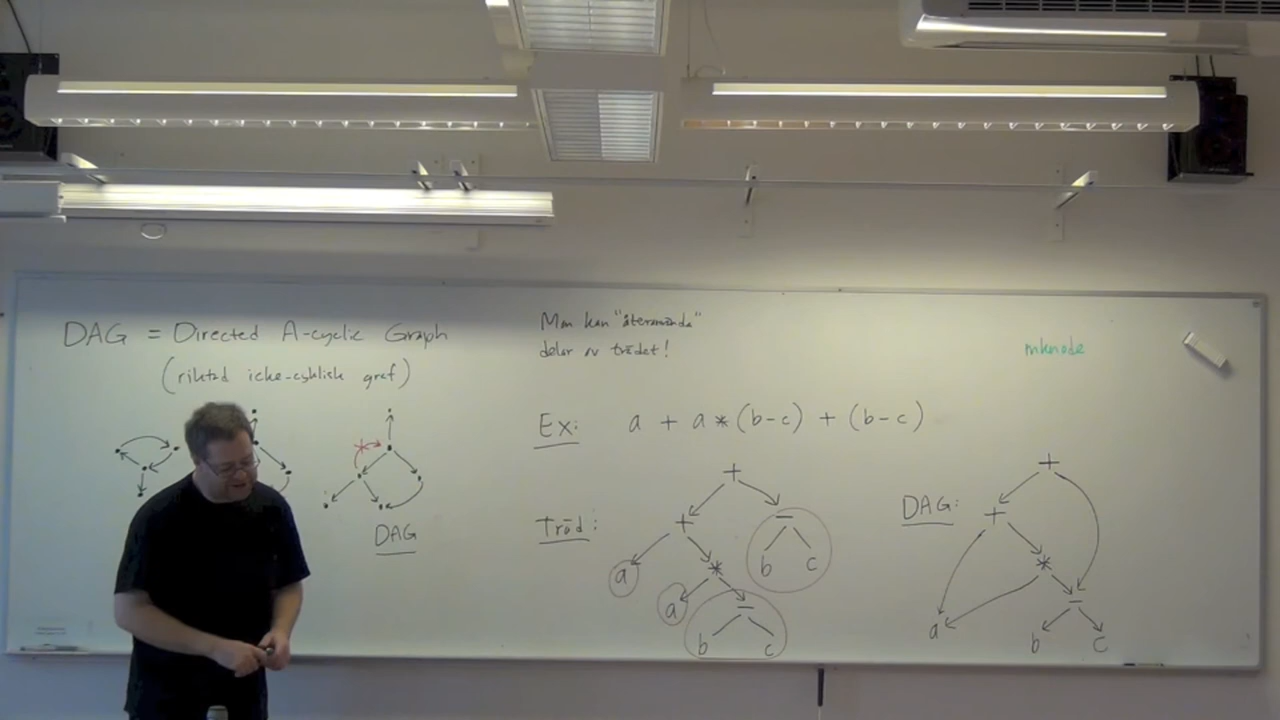 DAG = Directed A-cyclic Graph
(riktad icke-cyklisk graf)
DAG
Man kan "återanvända"
delar av trädet!
mknode
Ex: a + a * (b-c) + (b-c)
Träd:
+
+ -
a * b c
a -
b c
DAG:
+
+
*
-
a b c